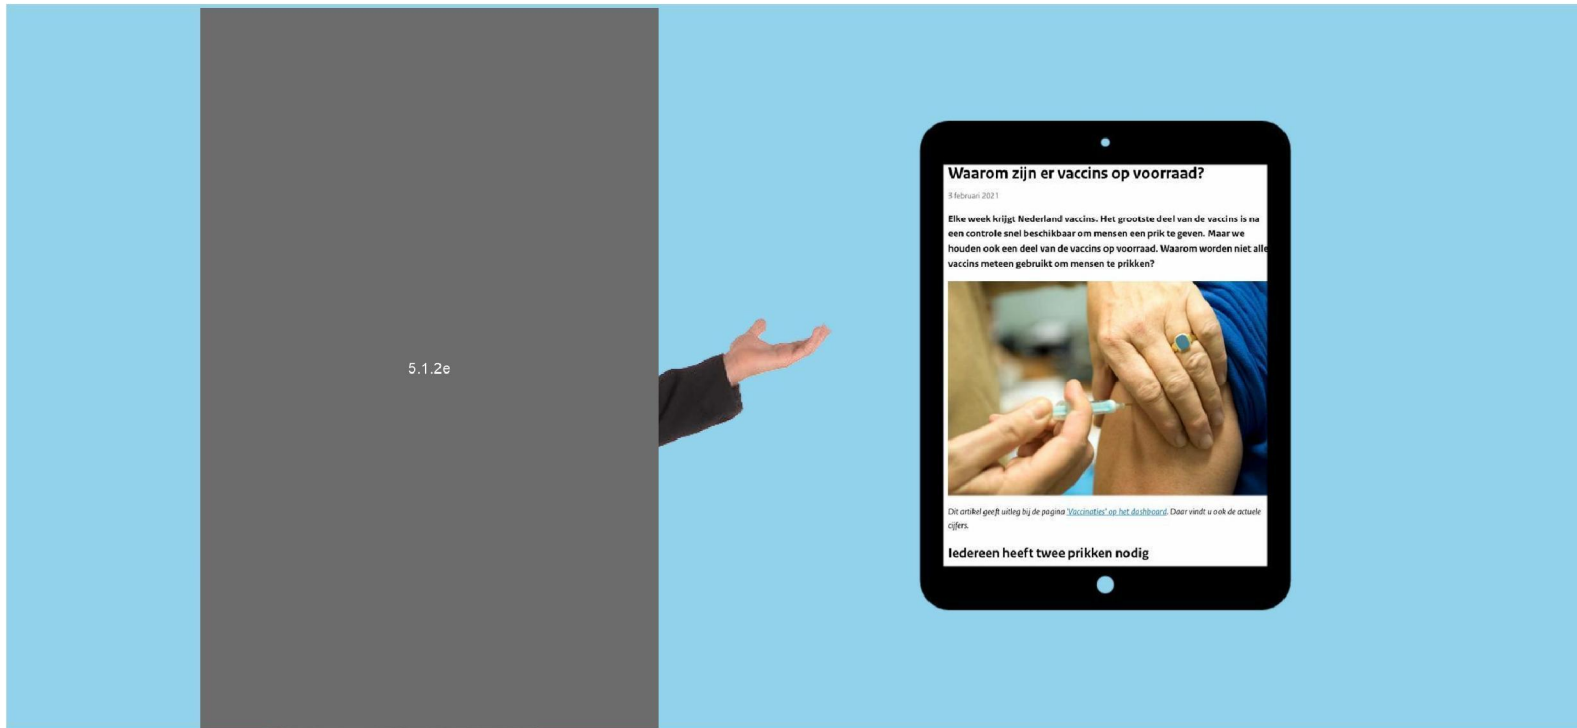 5.1.2e
Waarom zijn er vaccins op voorraad?
3 februari 2021
Elke week krijgt Nederland vaccins. Het grootste deel van de vaccins is na
een controle snel beschikbaar om mensen een prik te geven. Maar we
houden ook een deel van de vaccins op voorraad. Waarom worden niet alle
vaccins meteen gebruikt om mensen te prikken?
Dit artikel geeft uitleg bij de pagina 'Vaccinaties' op het dashboard. Daar vindt u ook de actuele
cijfers.
Iedereen heeft twee prikken nodig